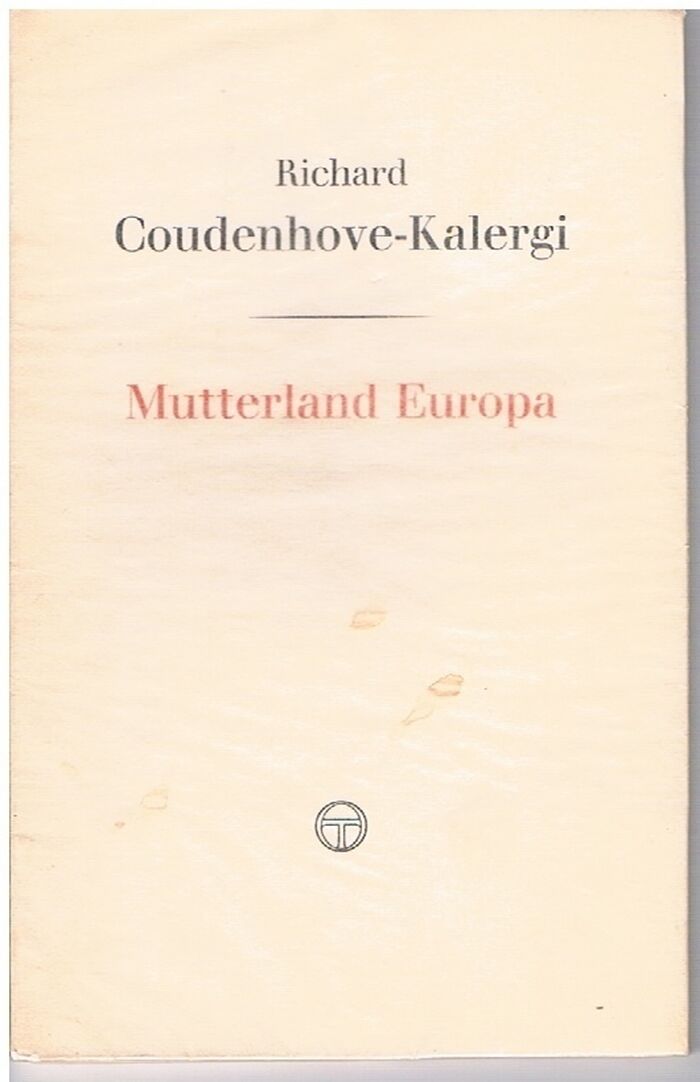 Richard
Coudenhove-Kalergi
Mutterland Europa